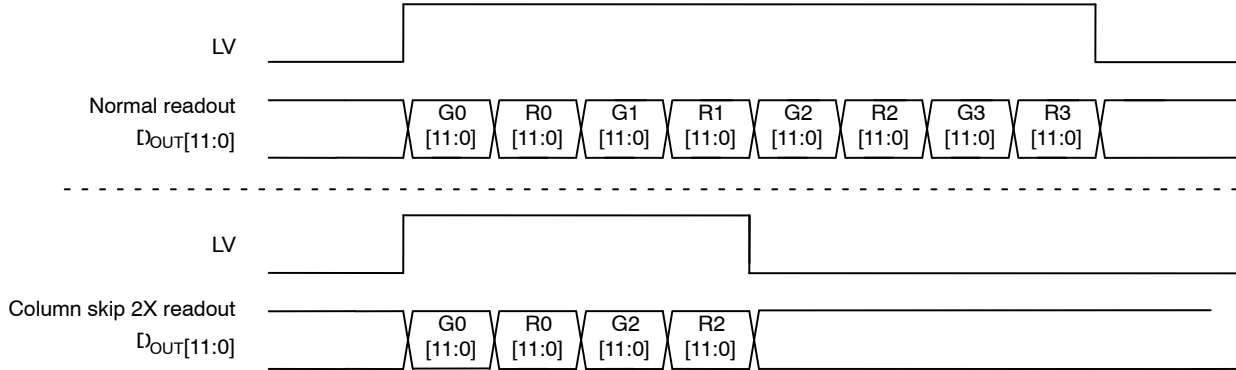 LV
Normal readout
DOUT[11:0]
G0 R0 G1 R1 G2 R2 G3 R3
[11:0] [11:0] [11:0] [11:0] [11:0] [11:0] [11:0] [11:0]
LV
Column skip 2X readout
DOUT[11:0]
G0 R0 G2 R2
[11:0] [11:0] [11:0] [11:0]